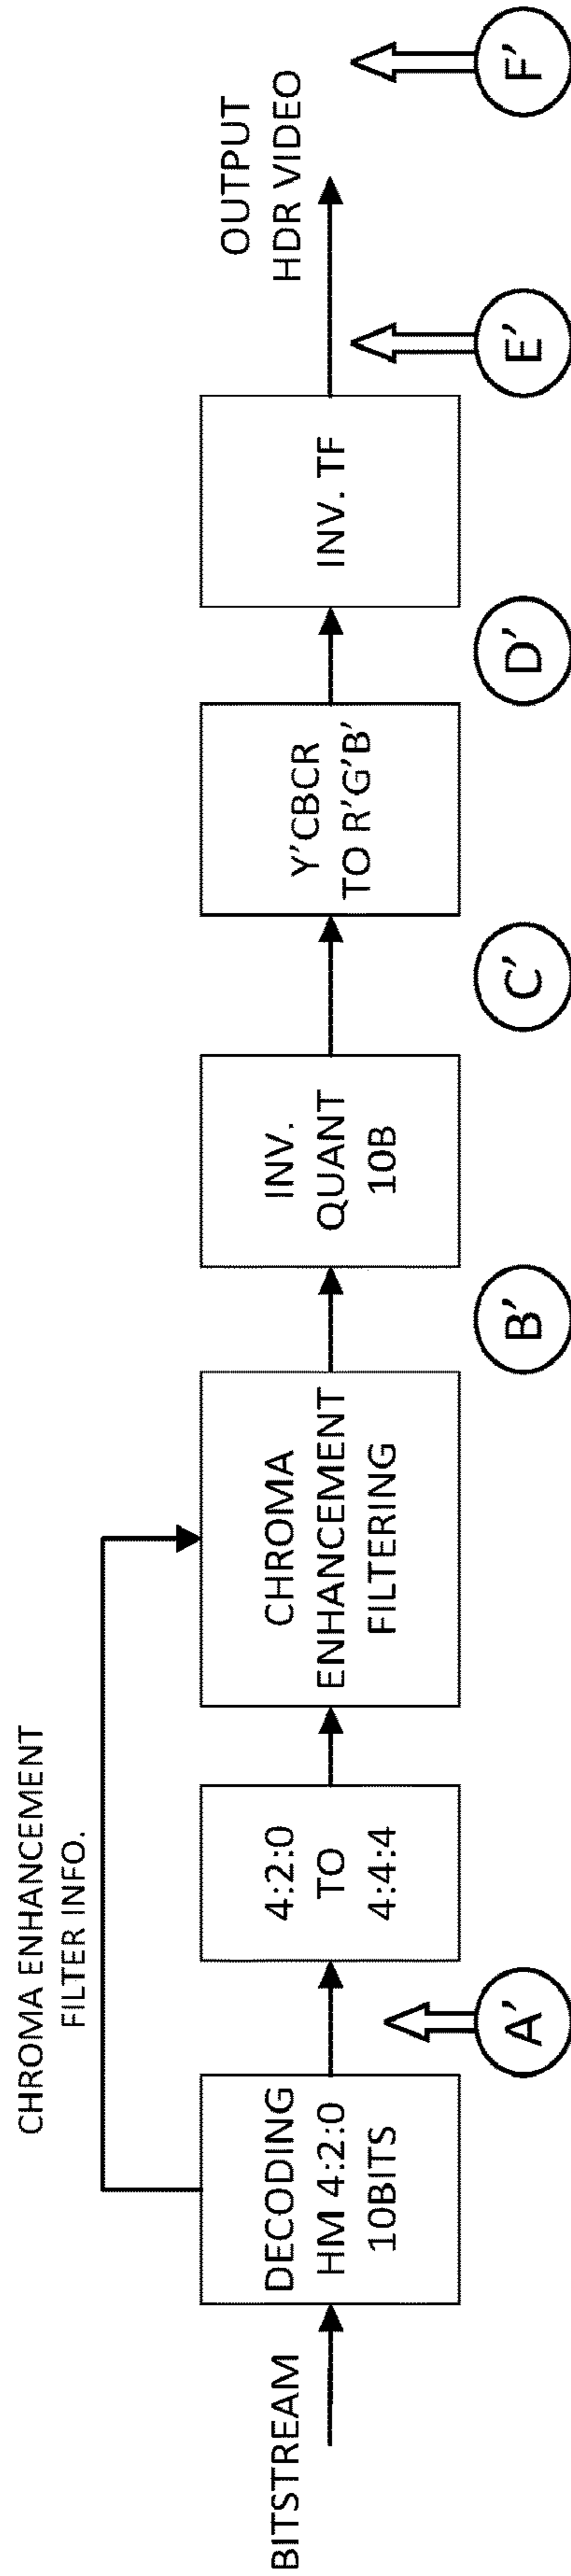 CHROMA ENHANCEMENT
FILTER INFO.
BITSTREAM
DECODING
HM 4:2:0
10BITS
4:2:0
TO
4:4:4
CHROMA
ENHANCEMENT
FILTERING
INV.
QUANT
10B
Y'CBCR
TO R'G'B'
INV. TF
OUTPUT
HDR VIDEO
A'
B'
C'
D'
E'
F'